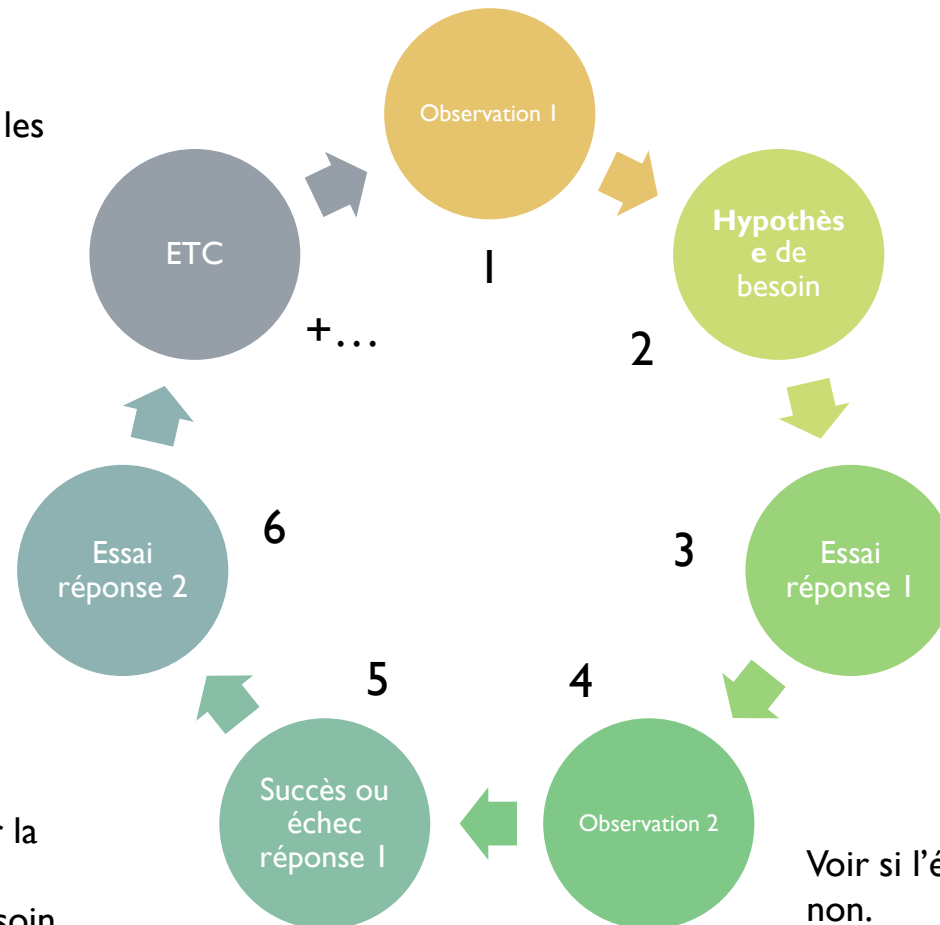 les
Observation 1
Hypothès
e de
besoin
ETC
1
+…
2
Essai
réponse 1
3
Essai
réponse 2
6
5
4
Succès ou
échec
réponse 1
Observation 2
r la
soin
Voir si l’é
non.